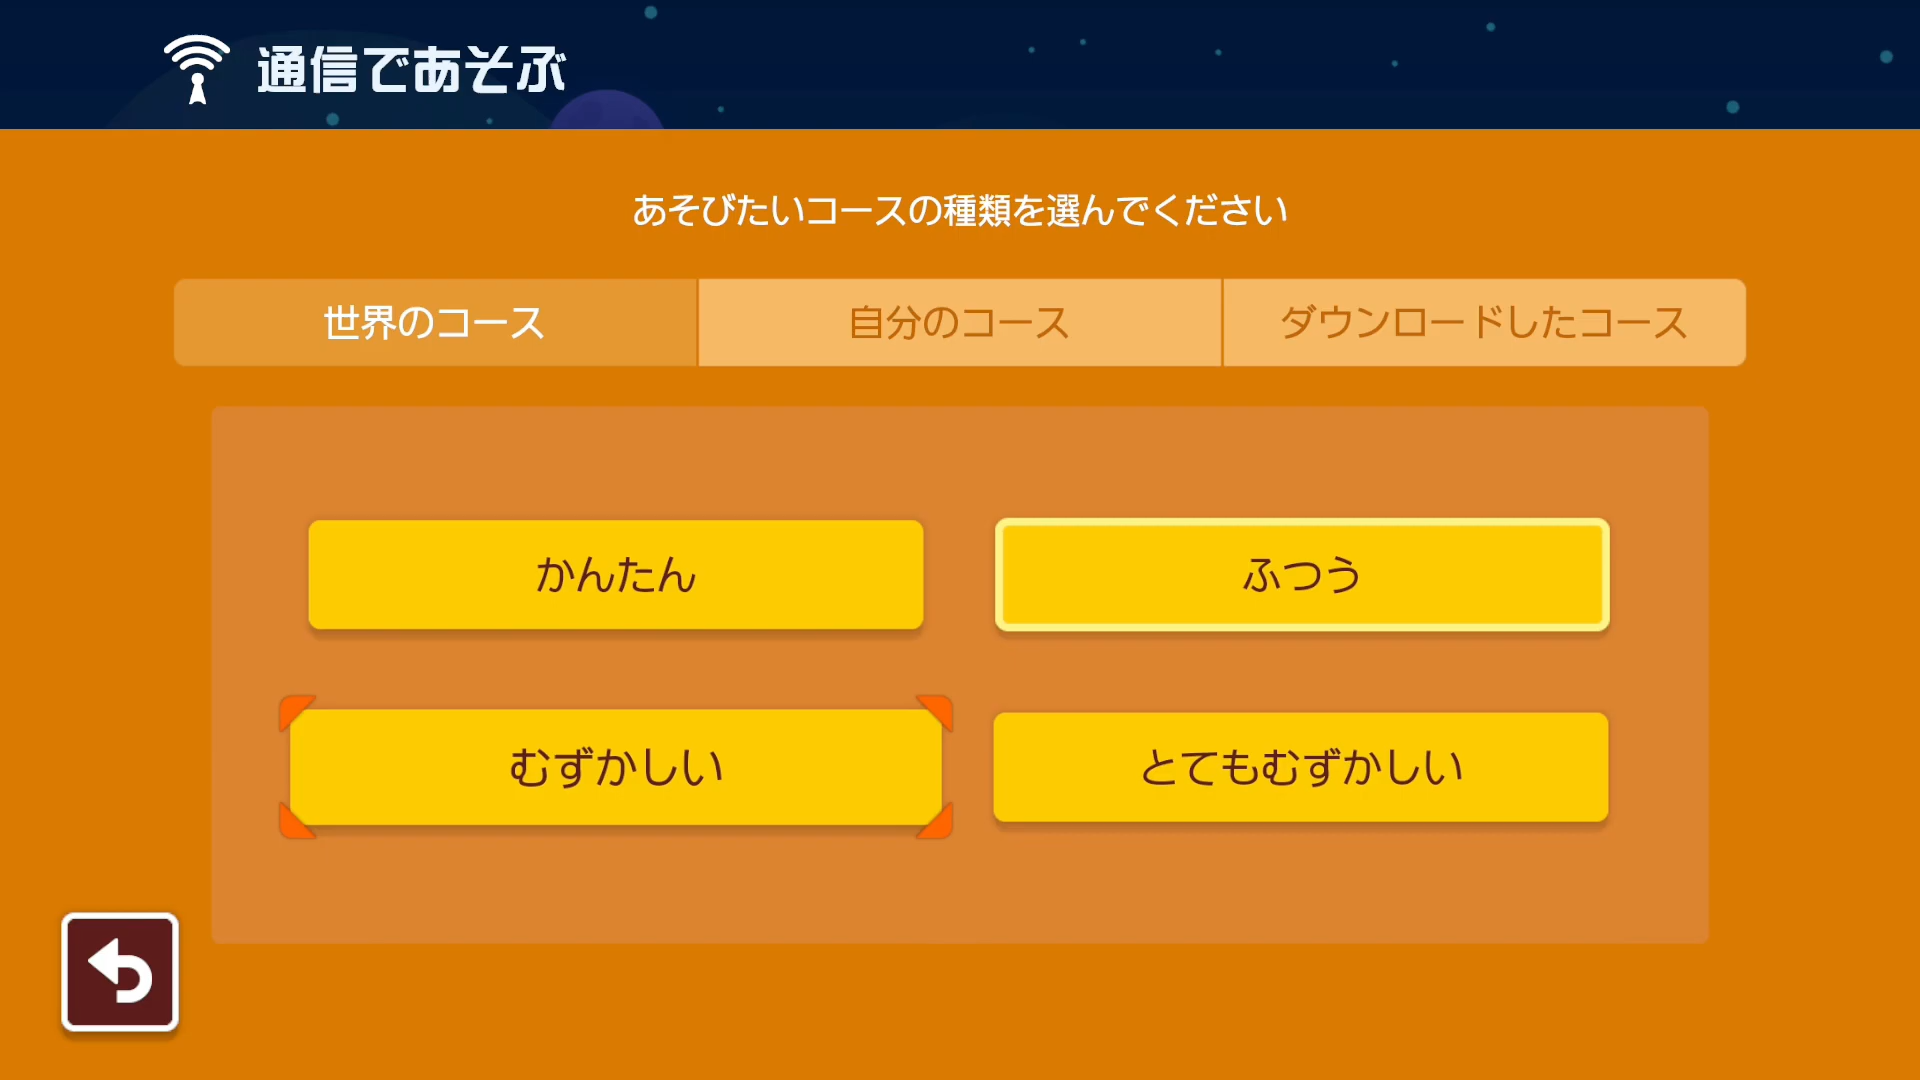 通信であそぶ
あそびたいコースの種類を選んでください
世界のコース
自分のコース
ダウンロードしたコース
かんたん
ふつう
むずかしい
とてもむずかしい